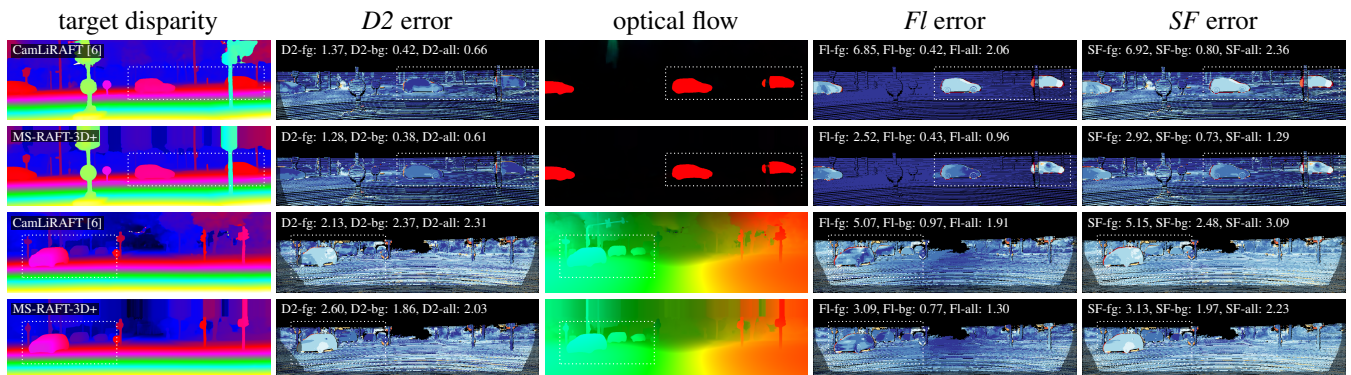 target disparity D2 error optical flow Fl error SF error
CamLiRAFT [6] D2-fg: 1.37, D2-bg: 0.42, D2-all: 0.66 Fl-fg: 6.85, Fl-bg: 0.42, Fl-all: 2.06 SF-fg: 6.92, SF-bg: 0.80, SF-all: 2.36
MS-RAFT-3D+ D2-fg: 1.28, D2-bg: 0.38, D2-all: 0.61 Fl-fg: 2.52, Fl-bg: 0.43, Fl-all: 0.96 SF-fg: 2.92, SF-bg: 0.73, SF-all: 1.29
CamLiRAFT [6] D2-fg: 2.13, D2-bg: 2.37, D2-all: 2.31 Fl-fg: 5.07, Fl-bg: 0.97, Fl-all: 1.91 SF-fg: 5.15, SF-bg: 2.48, SF-all: 3.09
MS-RAFT-3D+ D2-fg: 2.60, D2-bg: 1.86, D2-all: 2.03 Fl-fg: 3.09, Fl-bg: 0.77, Fl-all: 1.30 SF-fg: 3.13, SF-bg: 1.97, SF-all: 2.23